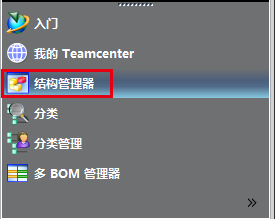 入门
我的 Teamcenter
结构管理器
分类
分类管理
多 BOM 管理器
»